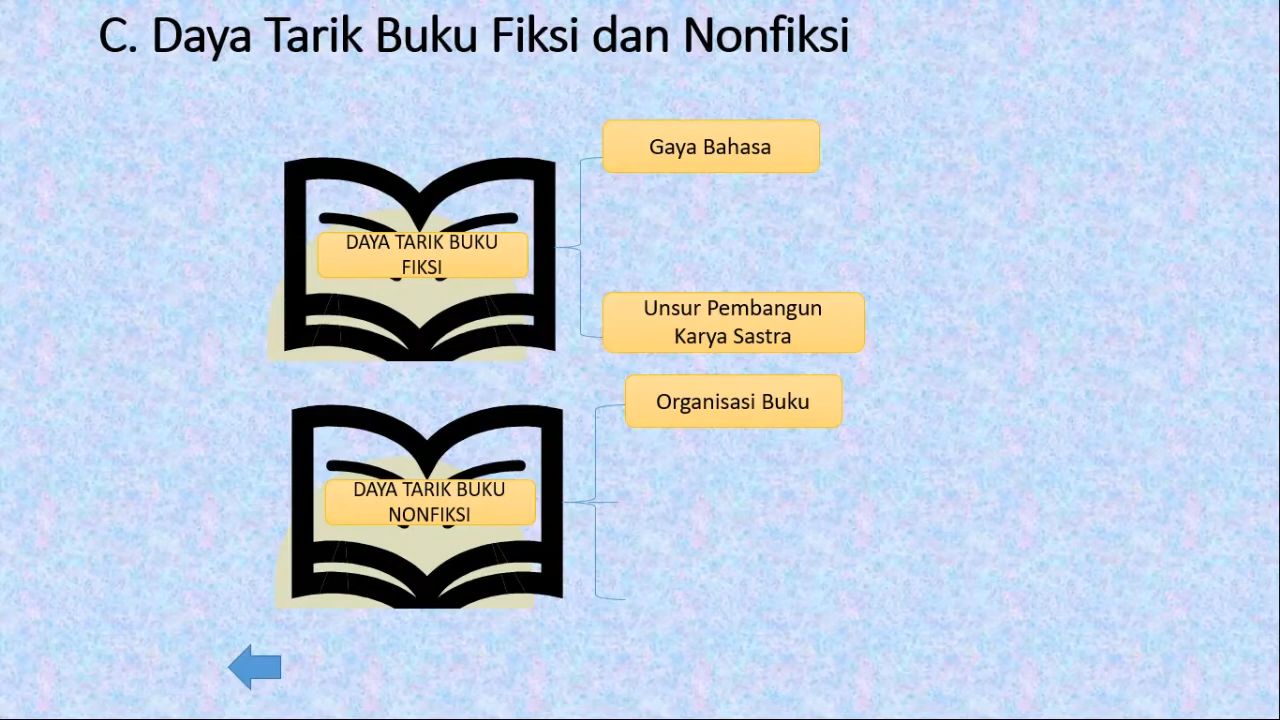 C. Daya Tarik Buku Fiksi dan Nonfiksi
Gaya Bahasa
DAYA TARIK BUKU
FIKSI
Unsur Pembangun
Karya Sastra
Organisasi Buku
DAYA TARIK BUKU
NONFIKSI